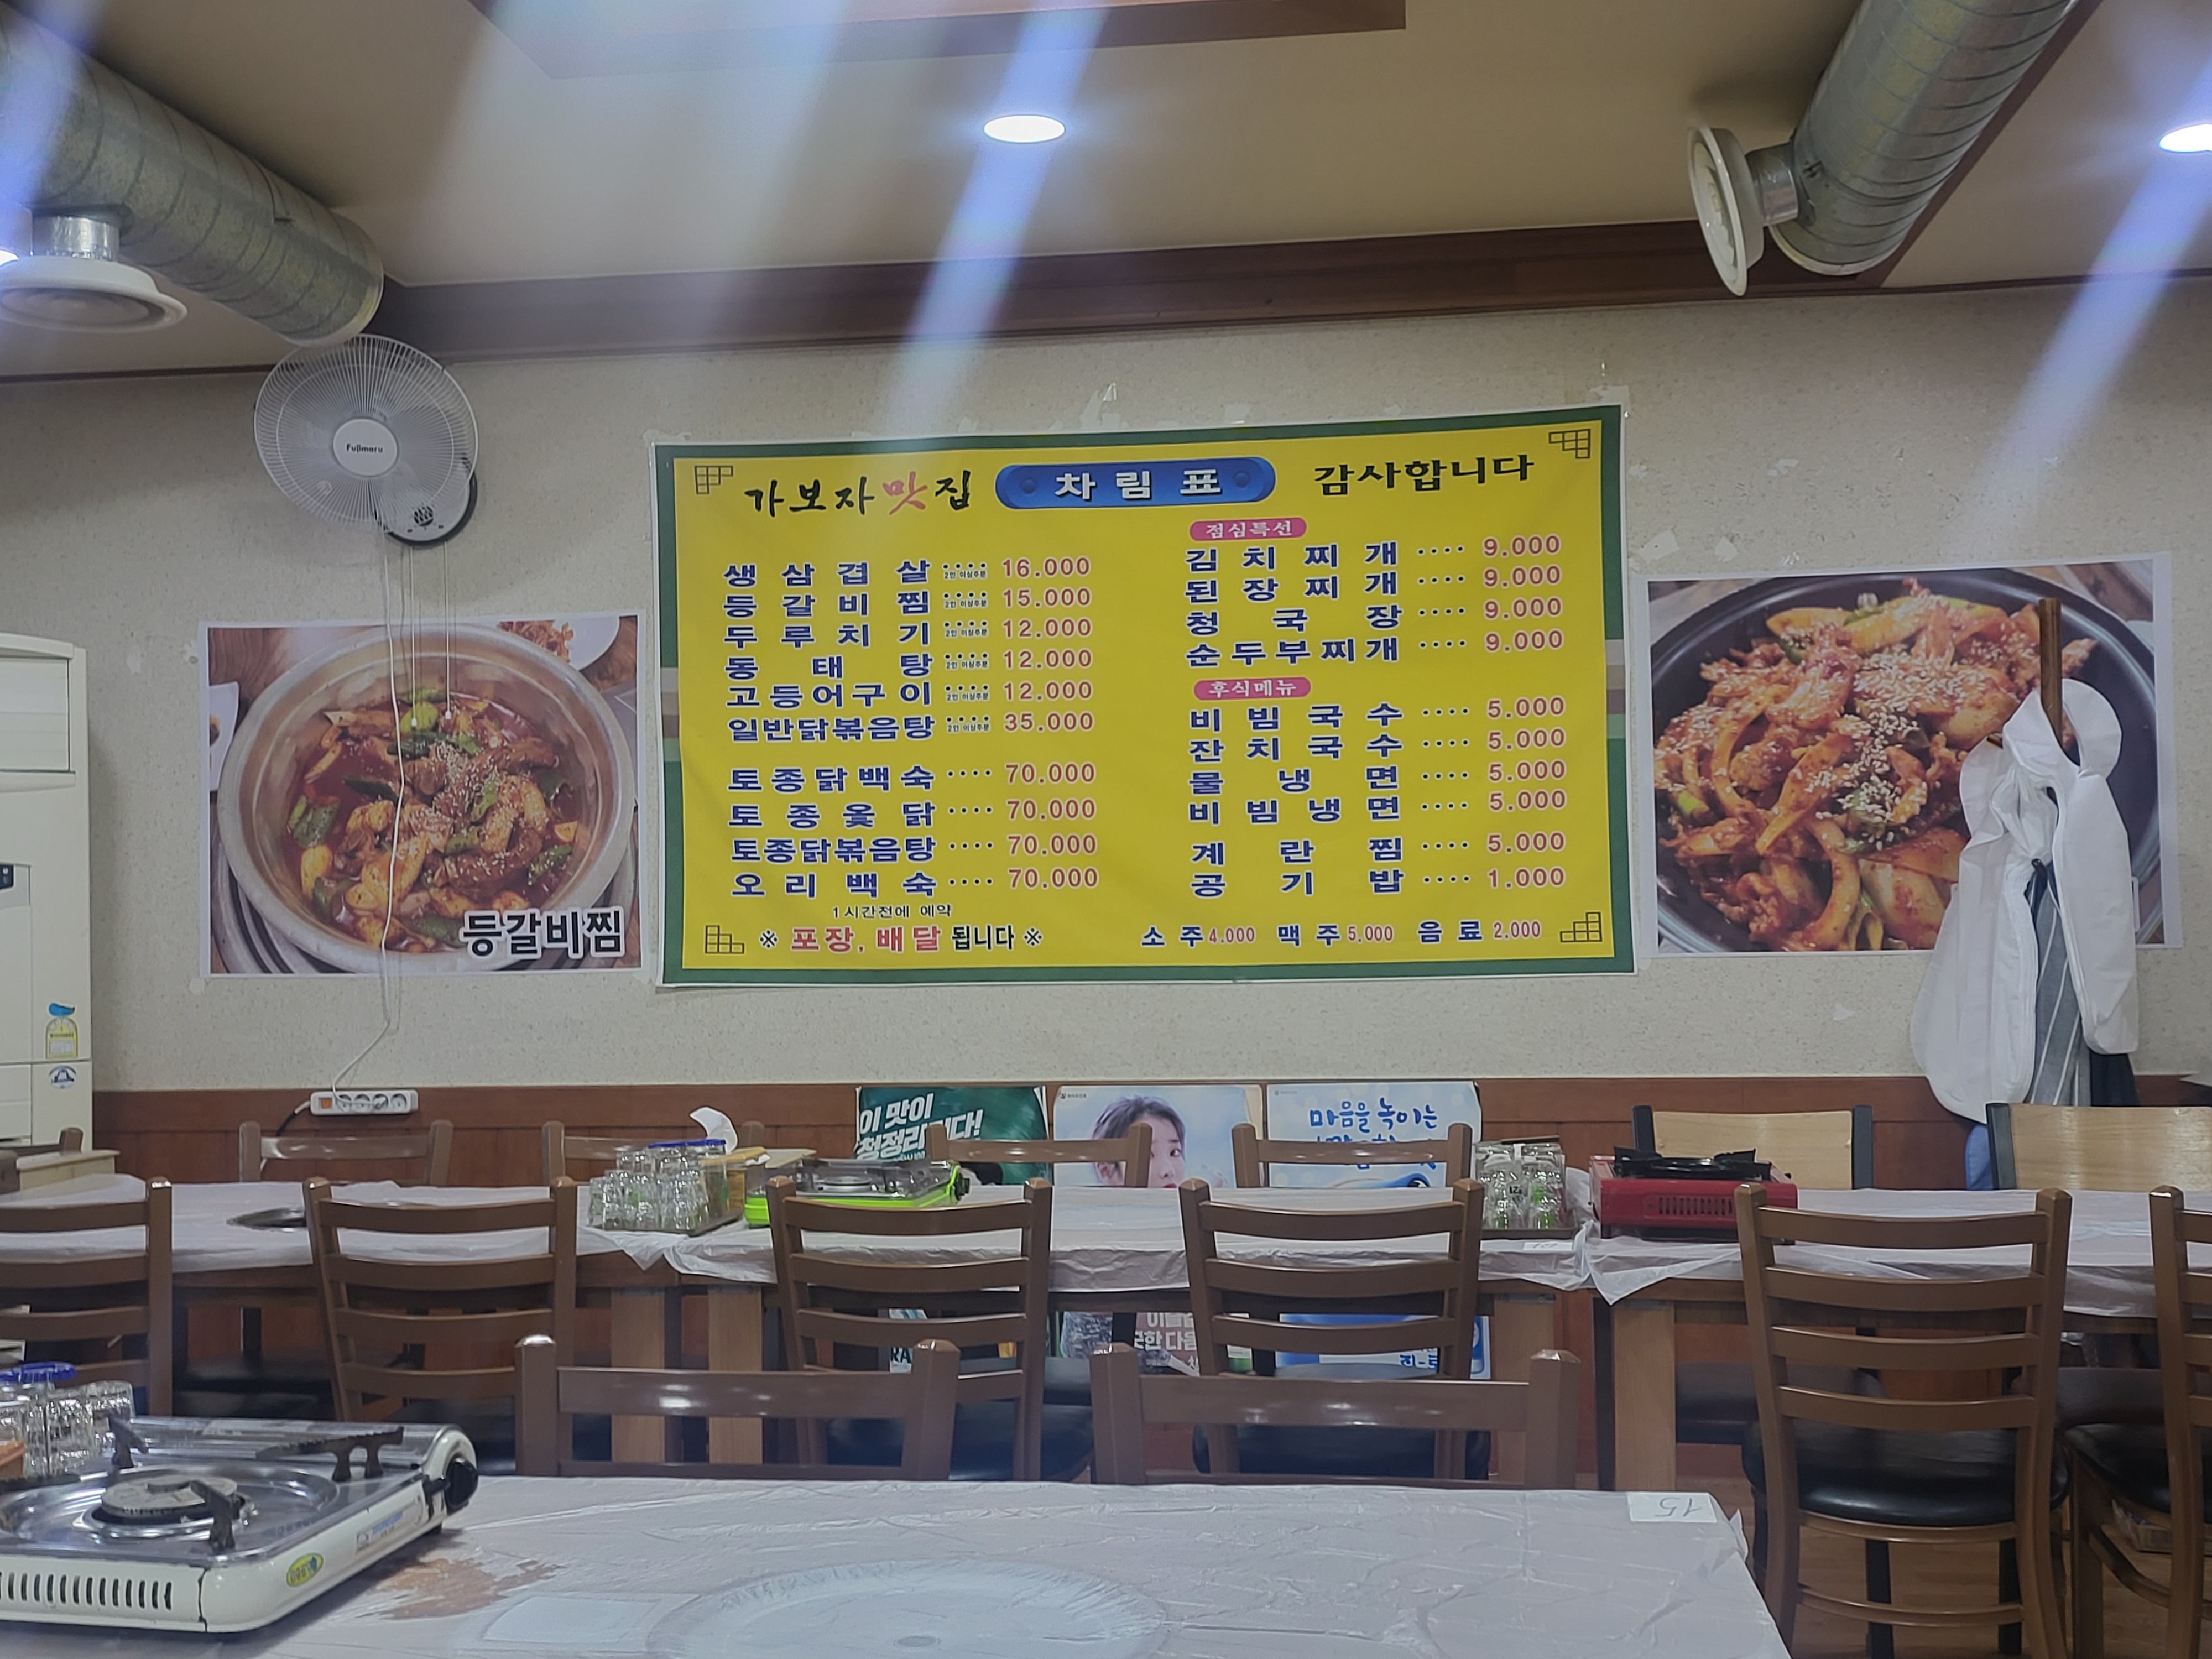 Fujimaru
가보자맛집 차림표 감사합니다
생삼겹살 ···· 2인 이상주문 16.000
등갈비찜 ···· 2인 이상주문 15.000
두루치기 ···· 2인 이상주문 12.000
동태탕 ···· 2인 이상주문 12.000
고등어구이 ···· 2인 이상주문 12.000
일반닭볶음탕 ···· 2인 이상주문 35.000
토종닭백숙 ···· 70.000
토종옻닭 ···· 70.000
토종닭볶음탕 ···· 70.000
오리백숙 ···· 70.000
1시간전에 예약
※ 포장, 배달 됩니다 ※
점심특선
김치찌개 ···· 9.000
된장찌개 ···· 9.000
청국장 ···· 9.000
순두부찌개 ···· 9.000
후식메뉴
비빔국수 ···· 5.000
잔치국수 ···· 5.000
물냉면 ···· 5.000
비빔냉면 ···· 5.000
계란찜 ···· 5.000
공기밥 ···· 1.000
소주 4.000 맥주 5.000 음료 2.000
등갈비찜
이 맛이
마음을 녹이는
15